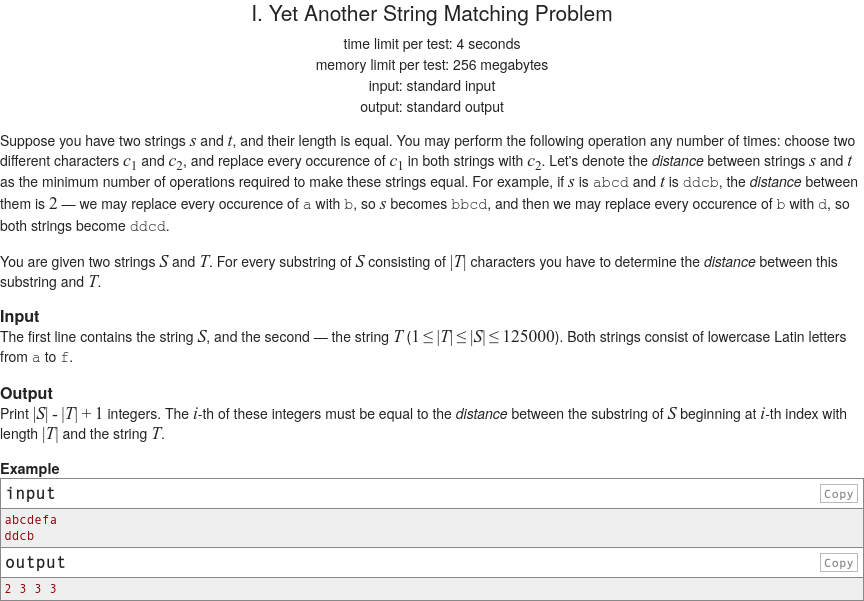 I. Yet Another String Matching Problem
time limit per test: 4 seconds
memory limit per test: 256 megabytes
input: standard input
output: standard output
Suppose you have two strings s and t, and their length is equal. You may perform the following operation any number of times: choose two
different characters c1 and c2, and replace every occurence of c1 in both strings with c2. Let's denote the distance between strings s and t
as the minimum number of operations required to make these strings equal. For example, if s is abcd and t is ddcb, the distance between
them is 2 — we may replace every occurence of a with b, so s becomes bbcd, and then we may replace every occurence of b with d, so
both strings become ddcd.
You are given two strings S and T. For every substring of S consisting of |T| characters you have to determine the distance between this
substring and T.
Input
The first line contains the string S, and the second — the string T (1 ≤ |T| ≤ |S| ≤ 125000). Both strings consist of lowercase Latin letters
from a to f.
Output
Print |S| - |T| + 1 integers. The i-th of these integers must be equal to the distance between the substring of S beginning at i-th index with
length |T| and the string T.
Example
input Copy
abcdefa
ddcb
output Copy
2 3 3 3